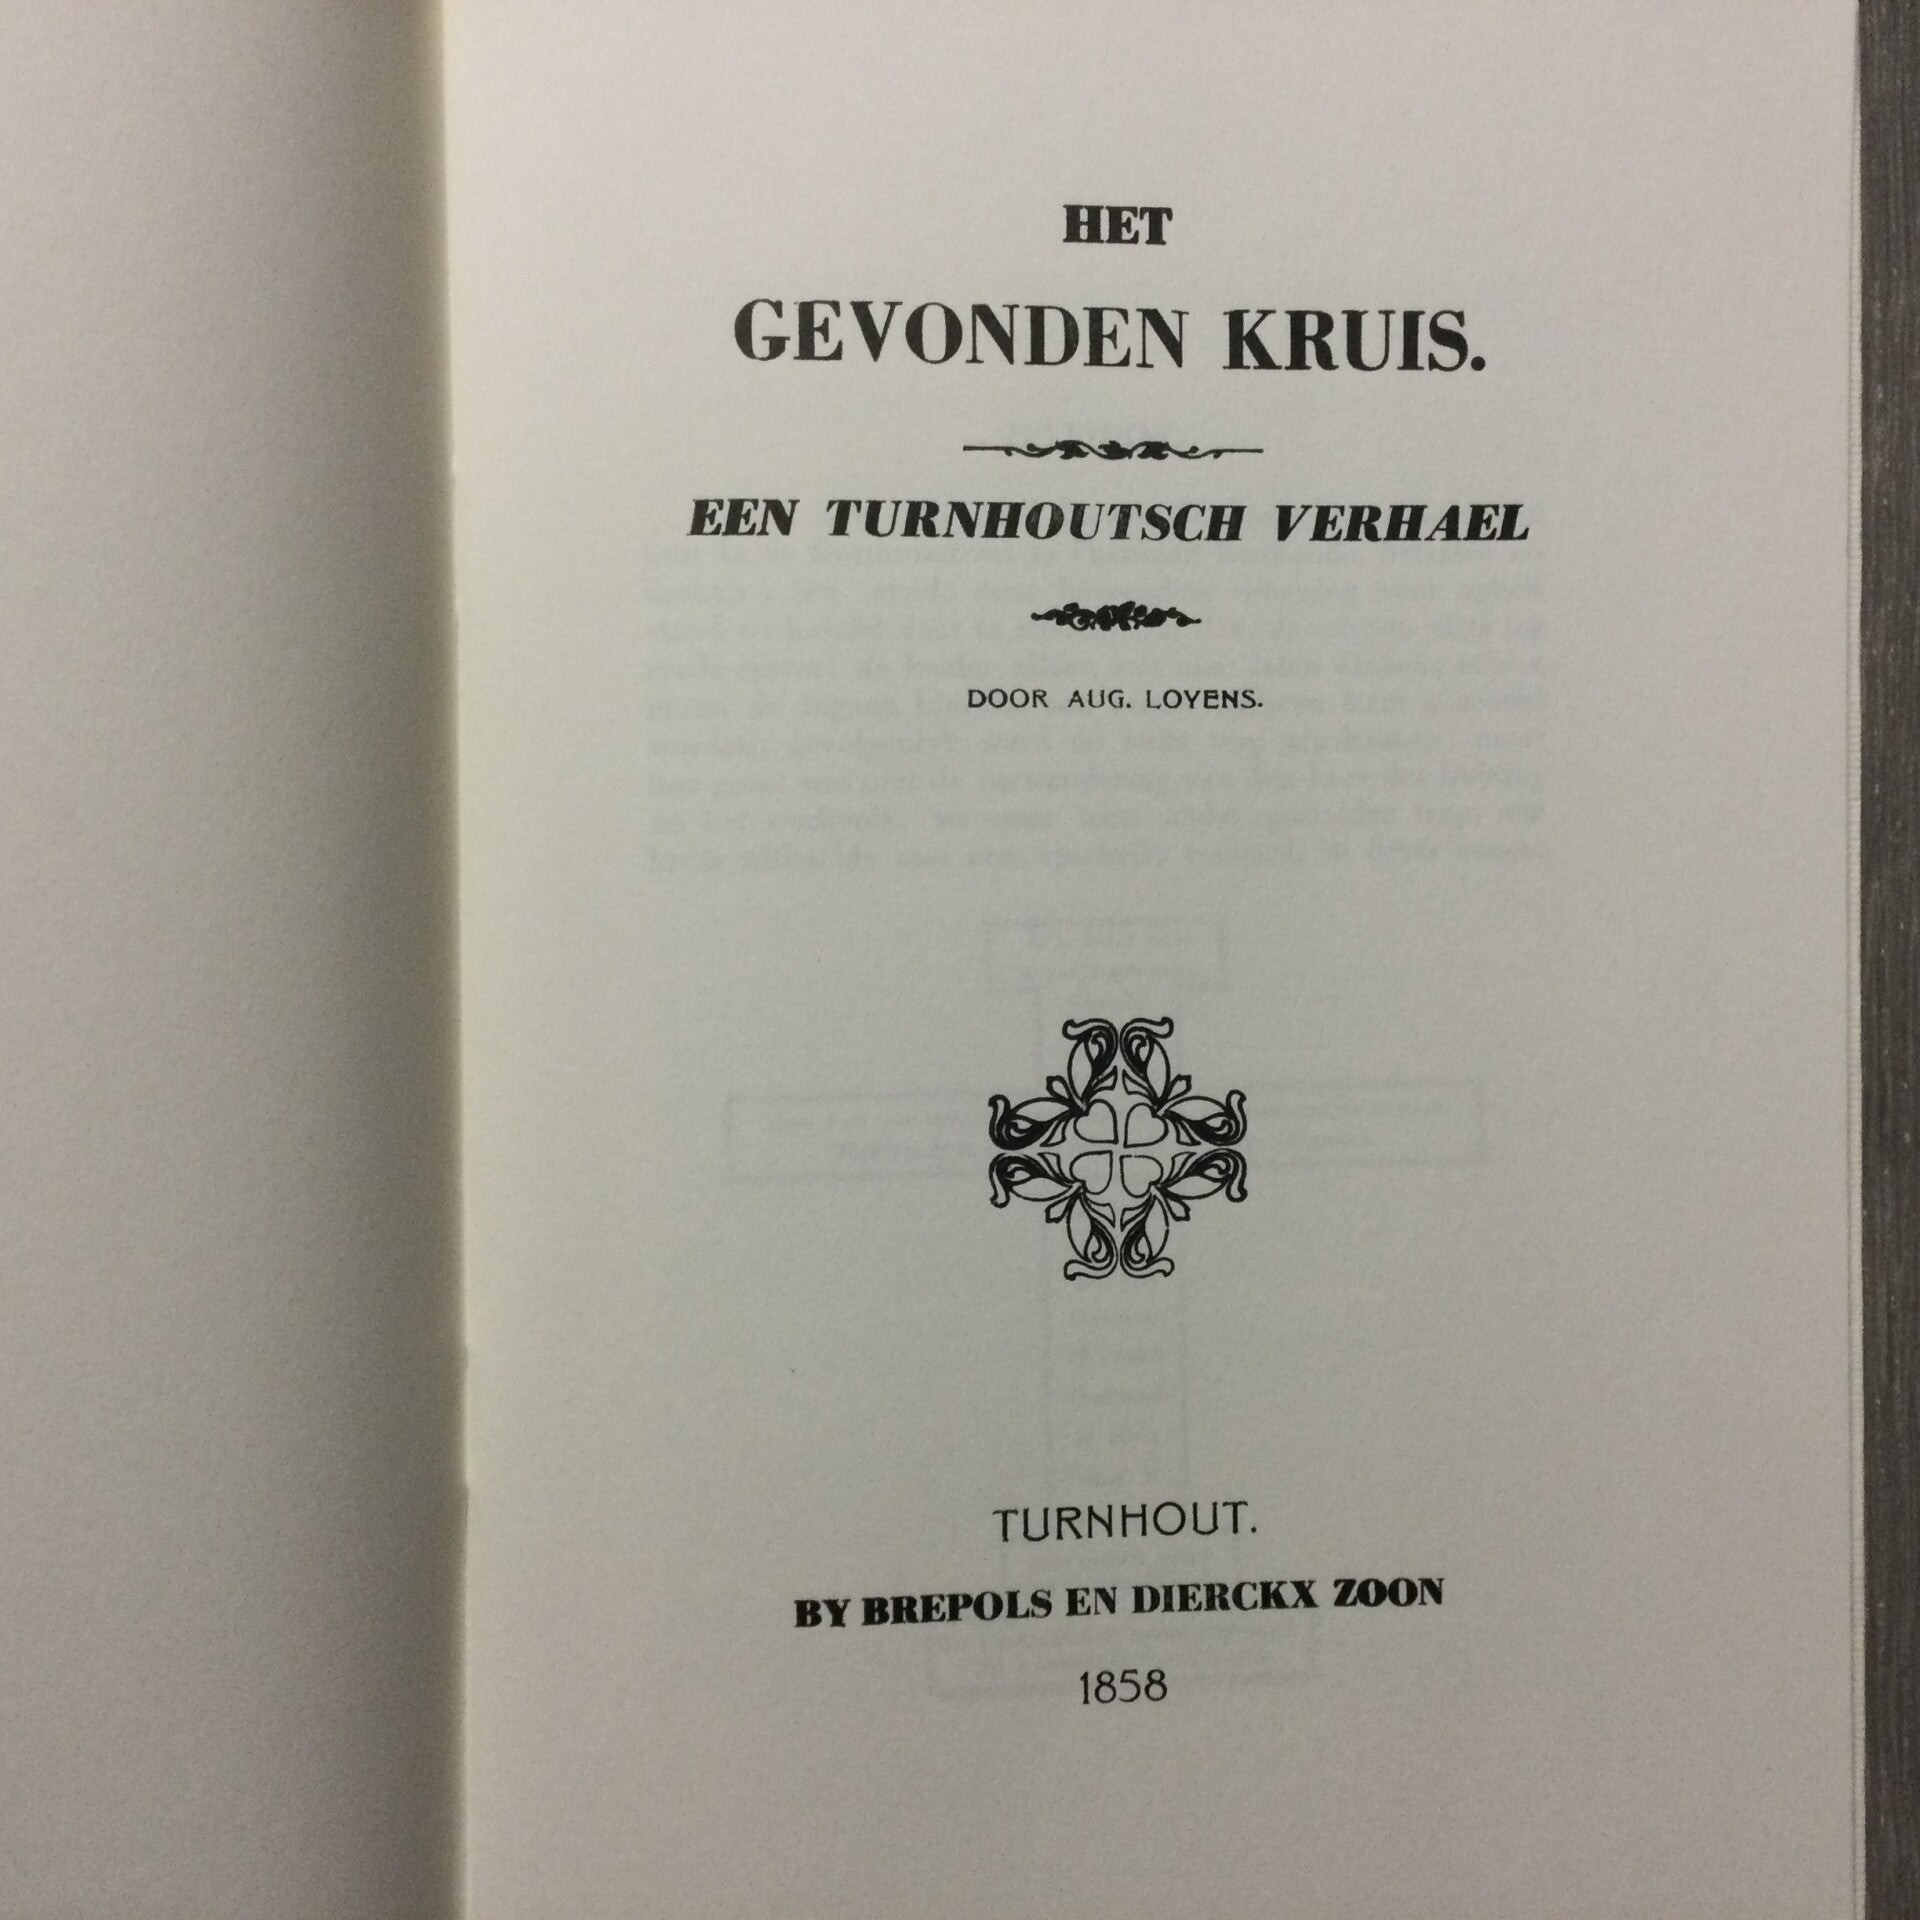 HET
GEVONDEN KRUIS.
EEN TURNHOUTSCH VERHAEL
DOOR AUG. LOYENS.
TURNHOUT.
BY BREPOLS EN DIERCKX ZOON
1858